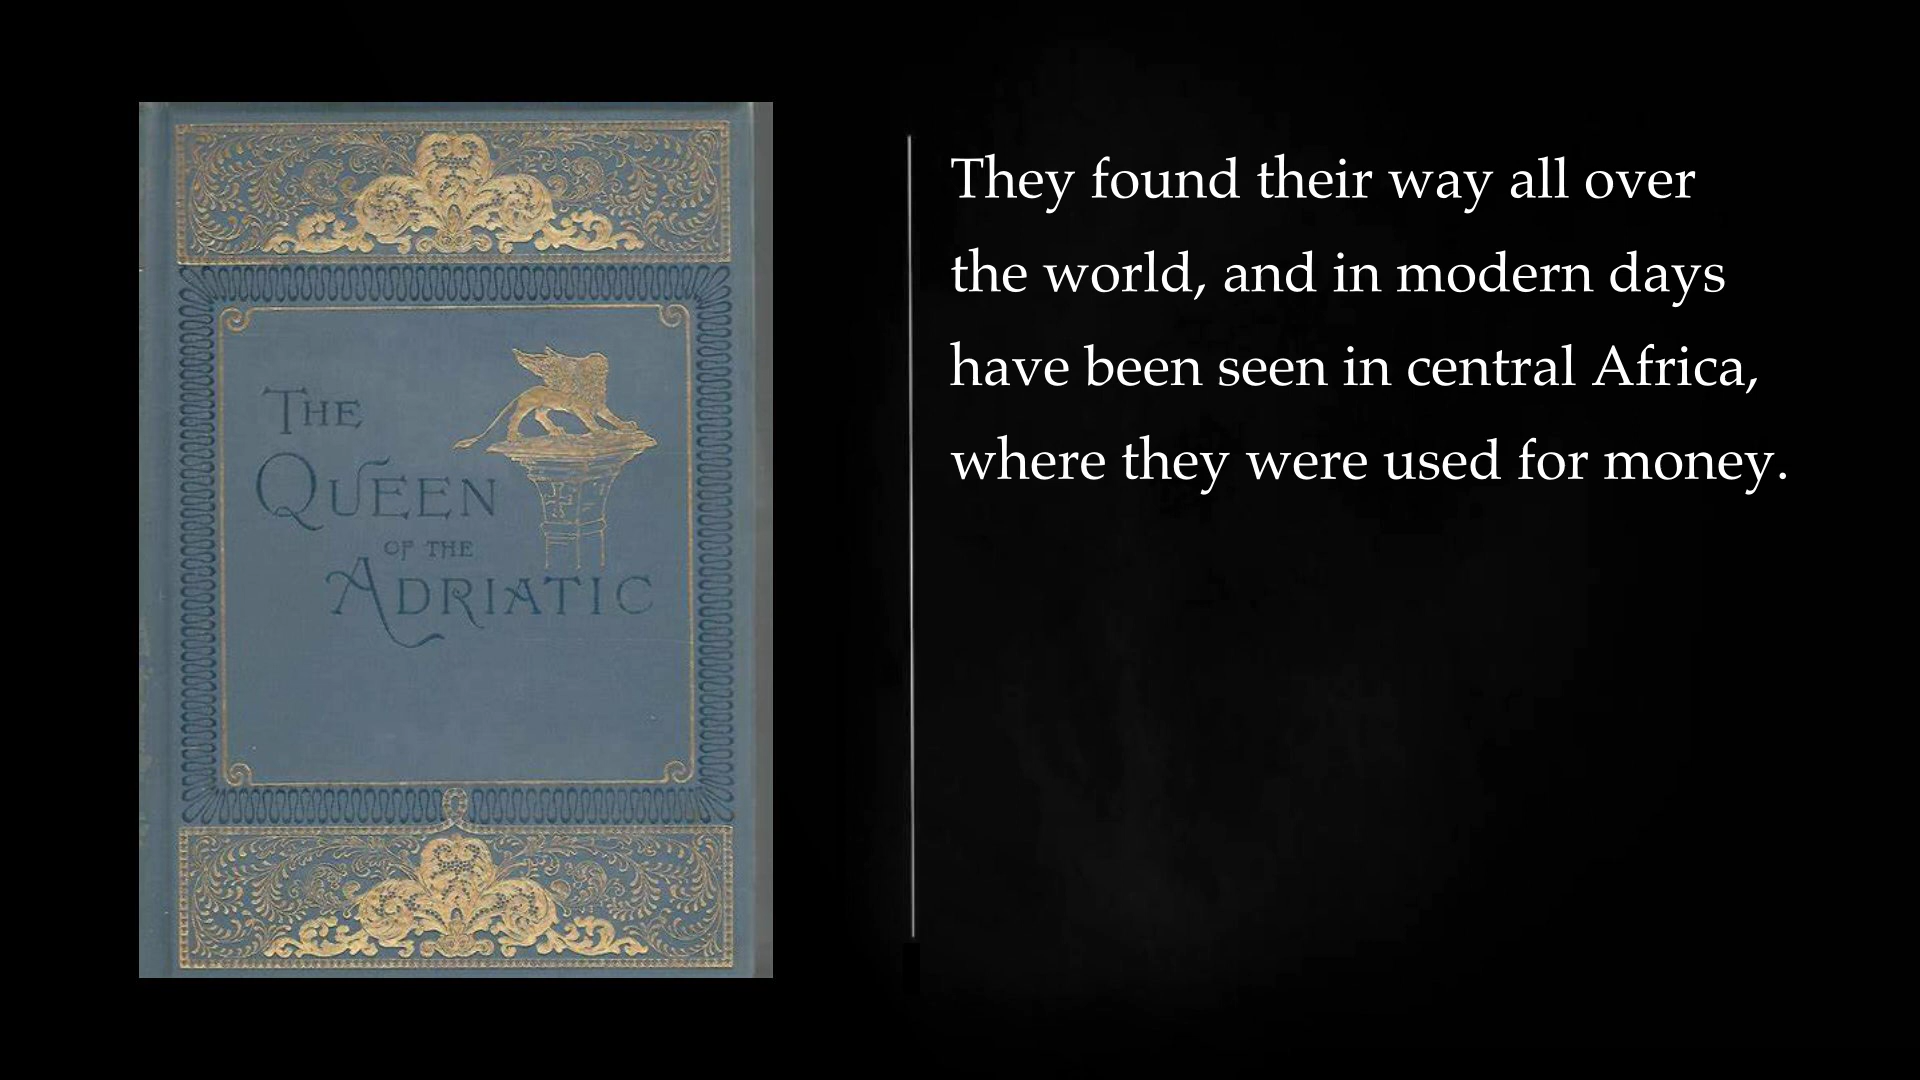 THE
QUEEN
OF THE
ADRIATIC
They found their way all over
the world, and in modern days
have been seen in central Africa,
where they were used for money.